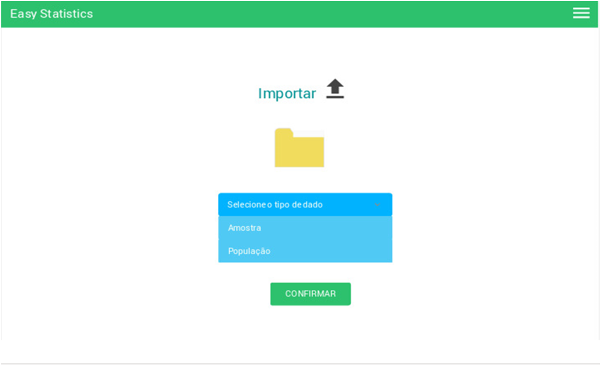 Easy Statistics
Importar
Selecione o tipo de dado
Amostra
População
CONFIRMAR